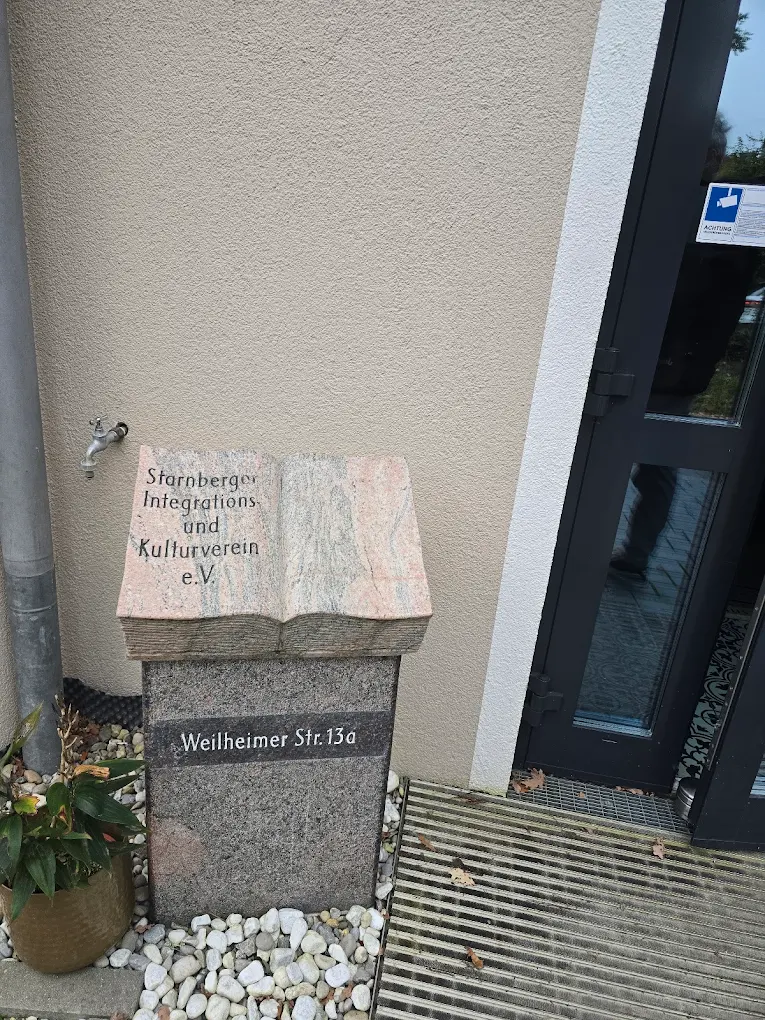 Starnberger
Integrations
und
Kulturverein
e.V.
Weilheimer Str. 13a
ACHTUNG